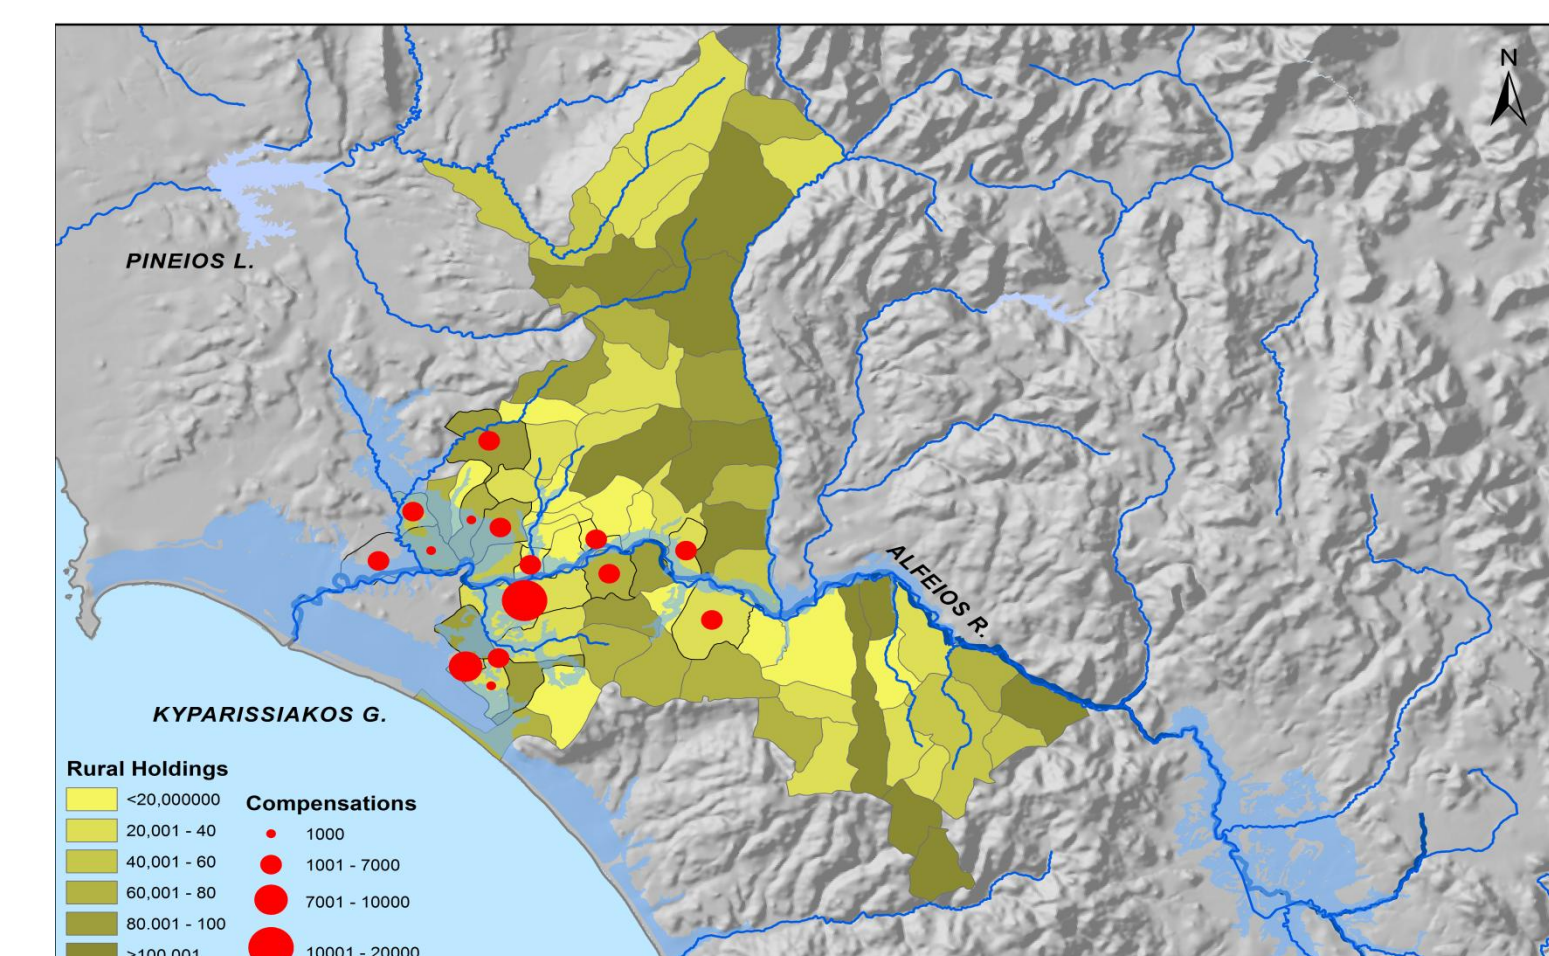 N
PINEIOS L.
ALFEIOS R.
KYPARISSIAKOS G.
Rural Holdings
<20,000000
20,001 - 40
40,001 - 60
60,001 - 80
80.001 - 100
>100,001
Compensations
1000
1001 - 7000
7001 - 10000
10001 - 20000